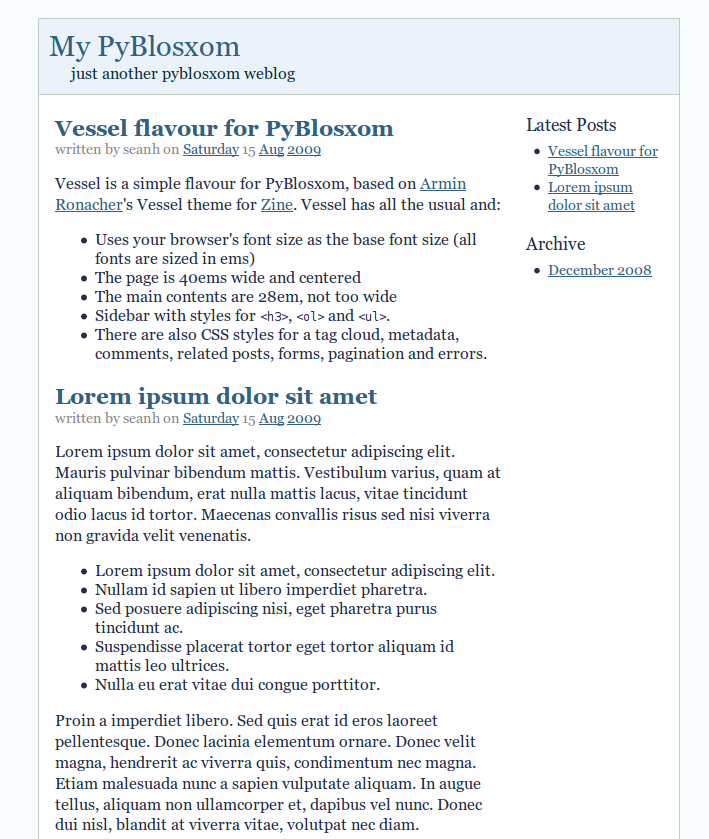 My PyBlosxom
just another pyblosxom weblog
Vessel flavour for PyBlosxom
written by seanh on Saturday 15 Aug 2009
Vessel is a simple flavour for PyBlosxom, based on Armin
Ronacher's Vessel theme for Zine. Vessel has all the usual and:
Uses your browser's font size as the base font size (all
fonts are sized in ems)
The page is 40ems wide and centered
The main contents are 28em, not too wide
Sidebar with styles for <h3>, <ol> and <ul>.
There are also CSS styles for a tag cloud, metadata,
comments, related posts, forms, pagination and errors.
Lorem ipsum dolor sit amet
written by seanh on Saturday 15 Aug 2009
Lorem ipsum dolor sit amet, consectetur adipiscing elit.
Mauris pulvinar bibendum mattis. Vestibulum varius, quam at
aliquam bibendum, erat nulla mattis lacus, vitae tincidunt
odio lacus id tortor. Maecenas convallis risus sed nisi viverra
non gravida velit venenatis.
Lorem ipsum dolor sit amet, consectetur adipiscing elit.
Nullam id sapien ut libero imperdiet pharetra.
Sed posuere adipiscing nisi, eget pharetra purus
tincidunt ac.
Suspendisse placerat tortor eget tortor aliquam id
mattis leo ultrices.
Nulla eu erat vitae dui congue porttitor.
Proin a imperdiet libero. Sed quis erat id eros laoreet
pellentesque. Donec lacinia elementum ornare. Donec velit
magna, hendrerit ac viverra quis, condimentum nec magna.
Etiam malesuada nunc a sapien vulputate aliquam. In augue
tellus, aliquam non ullamcorper et, dapibus vel nunc. Donec
dui nisl, blandit at viverra vitae, volutpat nec diam.
Latest Posts
Vessel flavour for
PyBlosxom
Lorem ipsum
dolor sit amet
Archive
December 2008